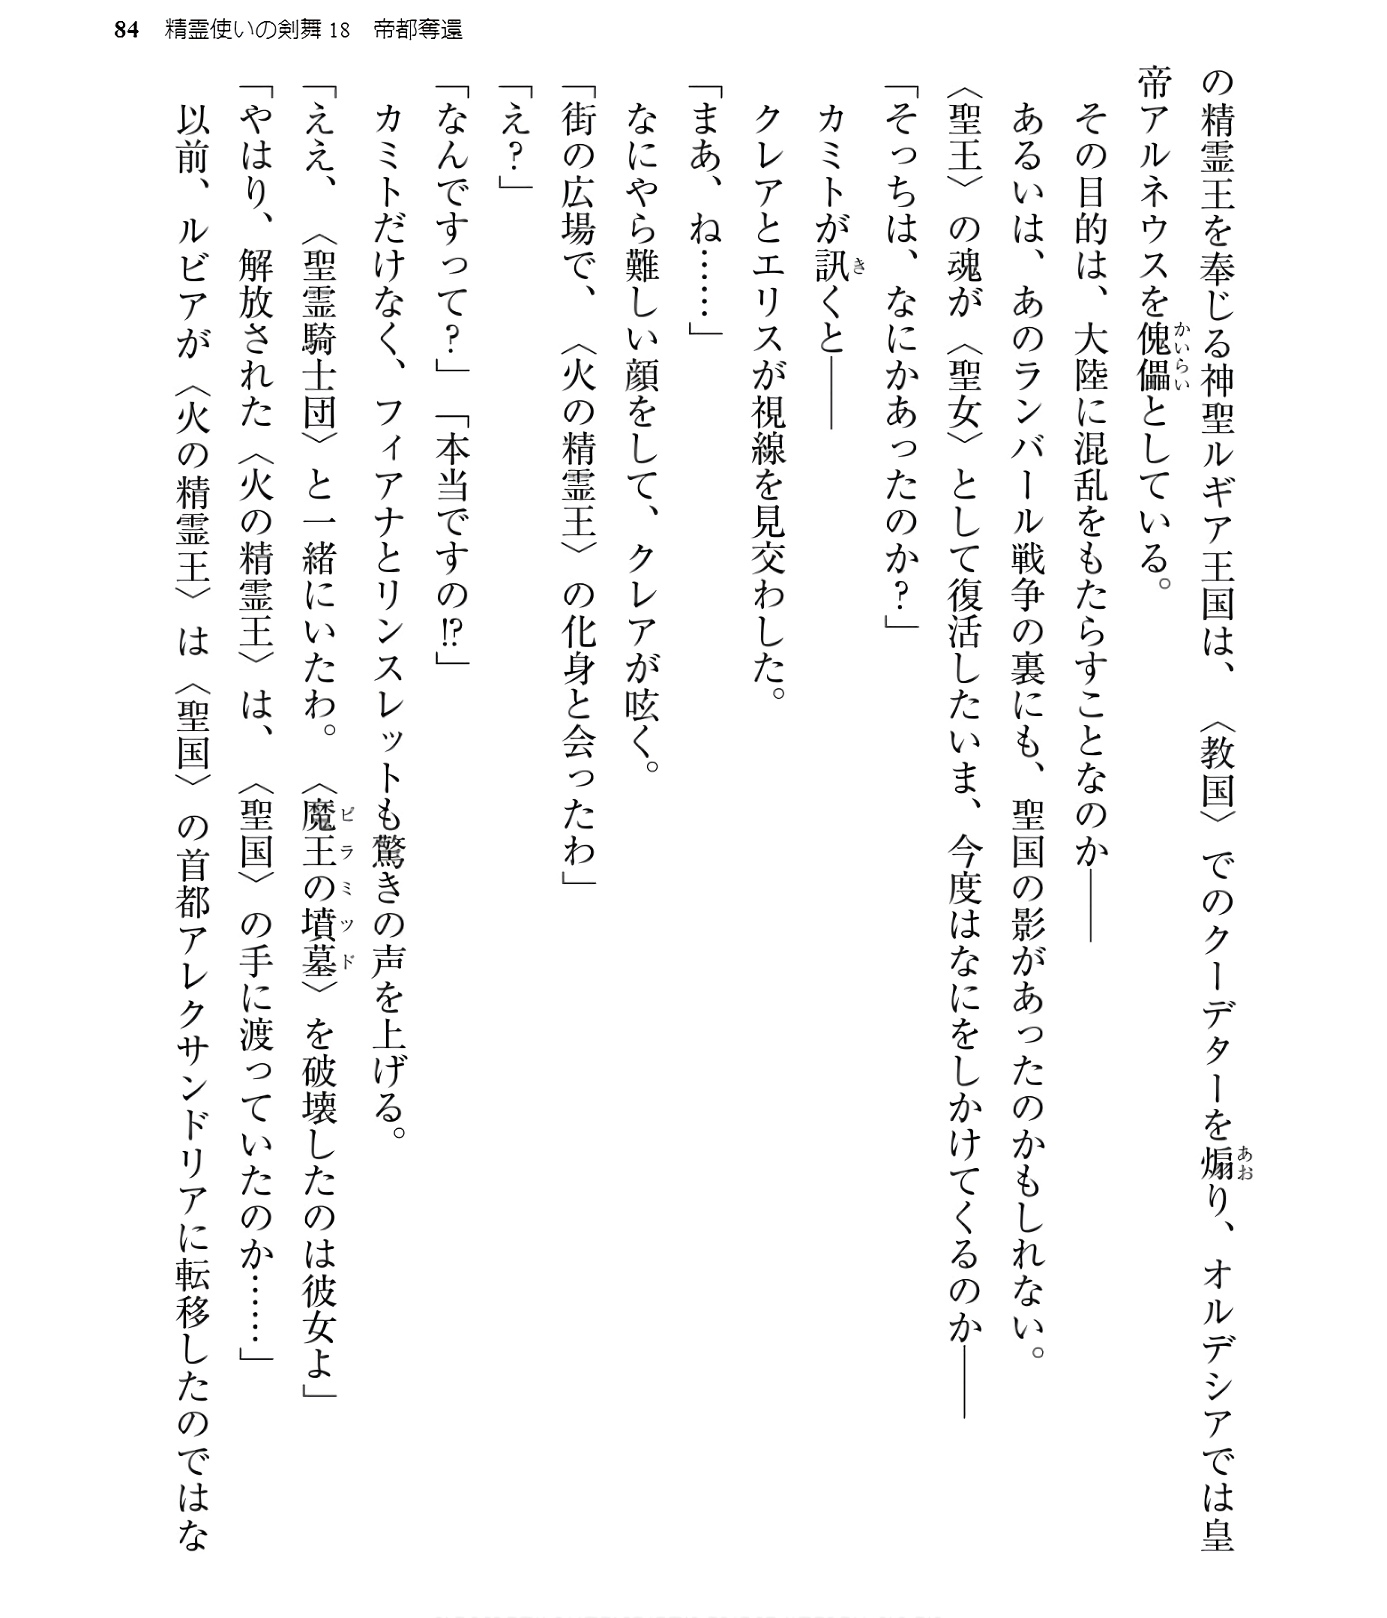 84　精霊使いの剣舞18　帝都奪還
の精霊王を奉じる神聖ルギア王国は、〈教国〉でのクーデターを煽り、オルデシアでは皇
帝アルネウスを傀儡としている。
　その目的は、大陸に混乱をもたらすことなのか――
　あるいは、あのランバール戦争の裏にも、聖国の影があったのかもしれない。
〈聖王〉の魂が〈聖女〉として復活したいま、今度はなにをしかけてくるのか――
「そっちは、なにかあったのか？」
　カミトが訊くと――
　クレアとエリスが視線を見交わした。
「まあ、ね……」
　なにやら難しい顔をして、クレアが呟く。
「街の広場で、〈火の精霊王〉の化身と会ったわ」
「え？」
「なんですって？」「本当ですの!?」
　カミトだけなく、フィアナとリンスレットも驚きの声を上げる。
「ええ、〈聖霊騎士団〉と一緒にいたわ。〈魔王の墳墓〉を破壊したのは彼女よ」
「やはり、解放された〈火の精霊王〉は、〈聖国〉の手に渡っていたのか……」
　以前、ルビアが〈火の精霊王〉は〈聖国〉の首都アレクサンドリアに転移したのではな